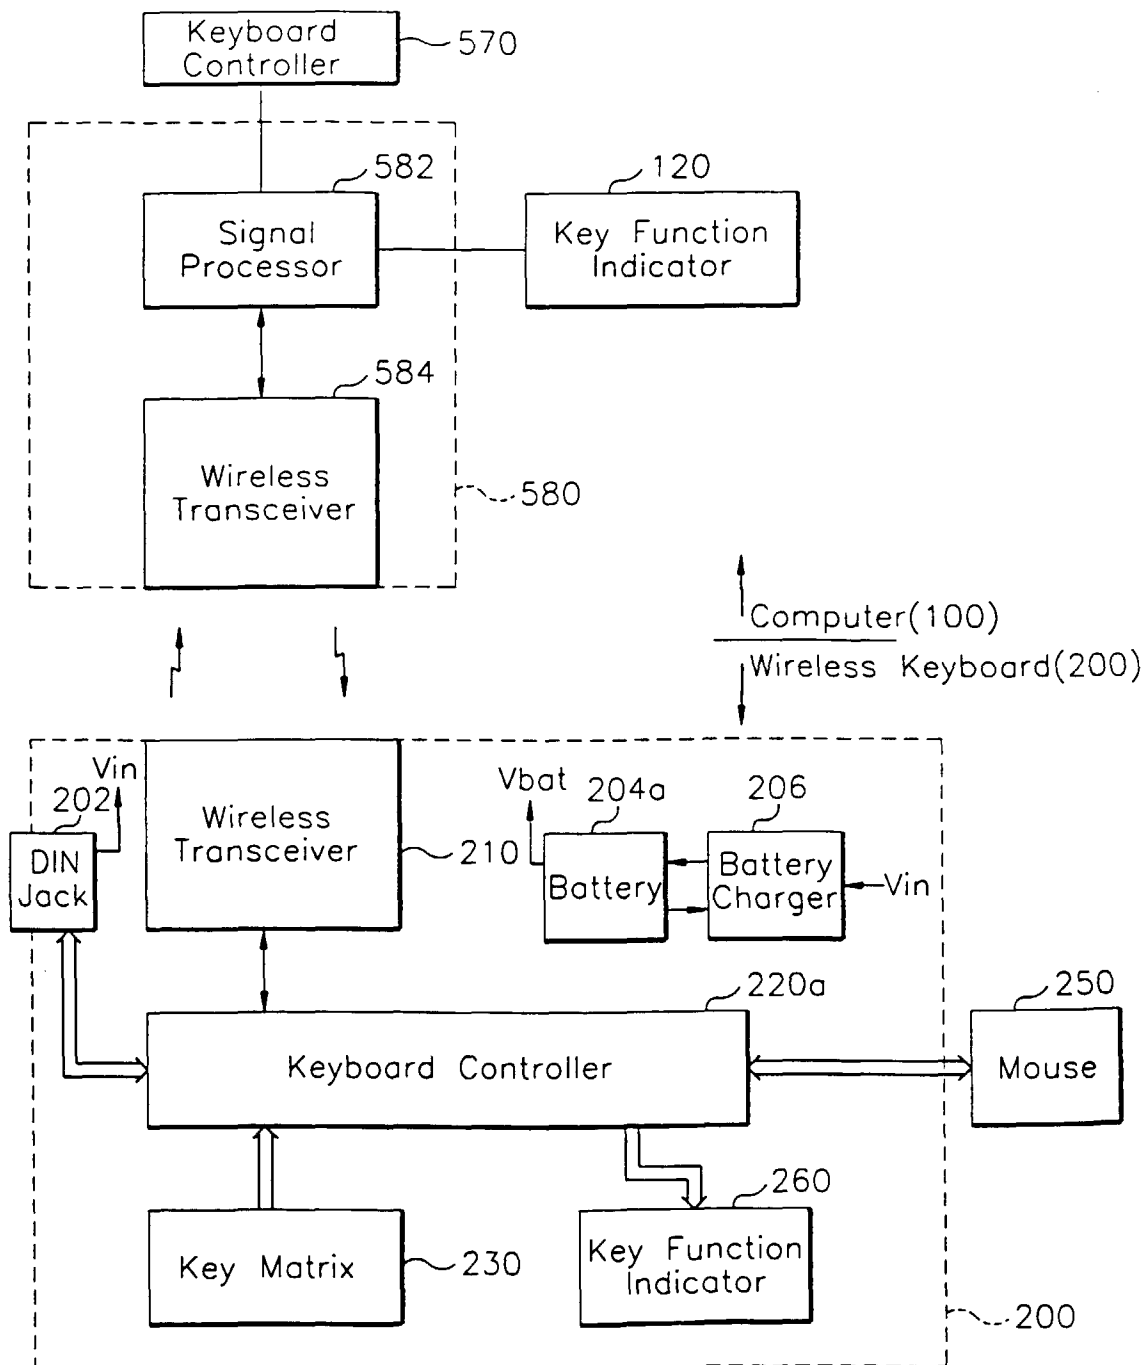 Keyboard
Controller
570
582
120
Signal
Processor
Key Function
Indicator
584
Wireless
Transceiver
580
Computer(100)
Wireless Keyboard(200)
Vin
202
DIN
Jack
Wireless
Transceiver
210
Vbat
204a
206
Battery
Battery
Charger
Vin
220a
250
Keyboard Controller
Mouse
260
Key Matrix
230
Key Function
Indicator
200